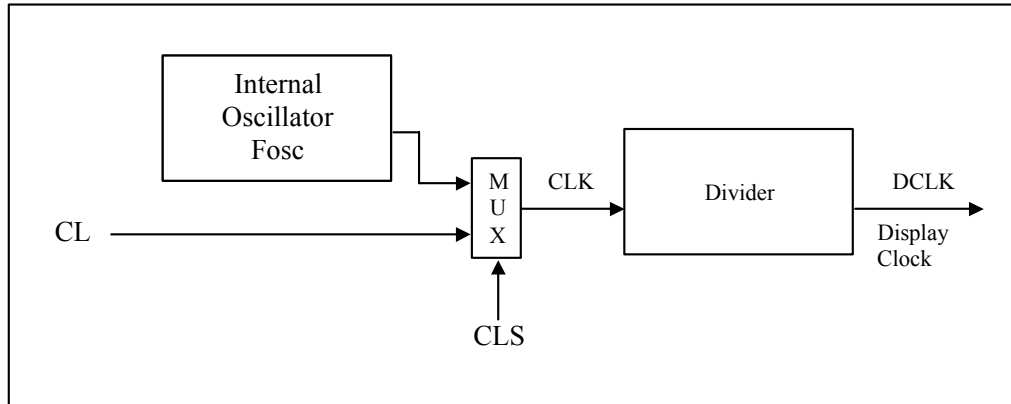 Internal
Oscillator
Fosc
M
U
X
CL
CLS
CLK
Divider
DCLK
Display
Clock